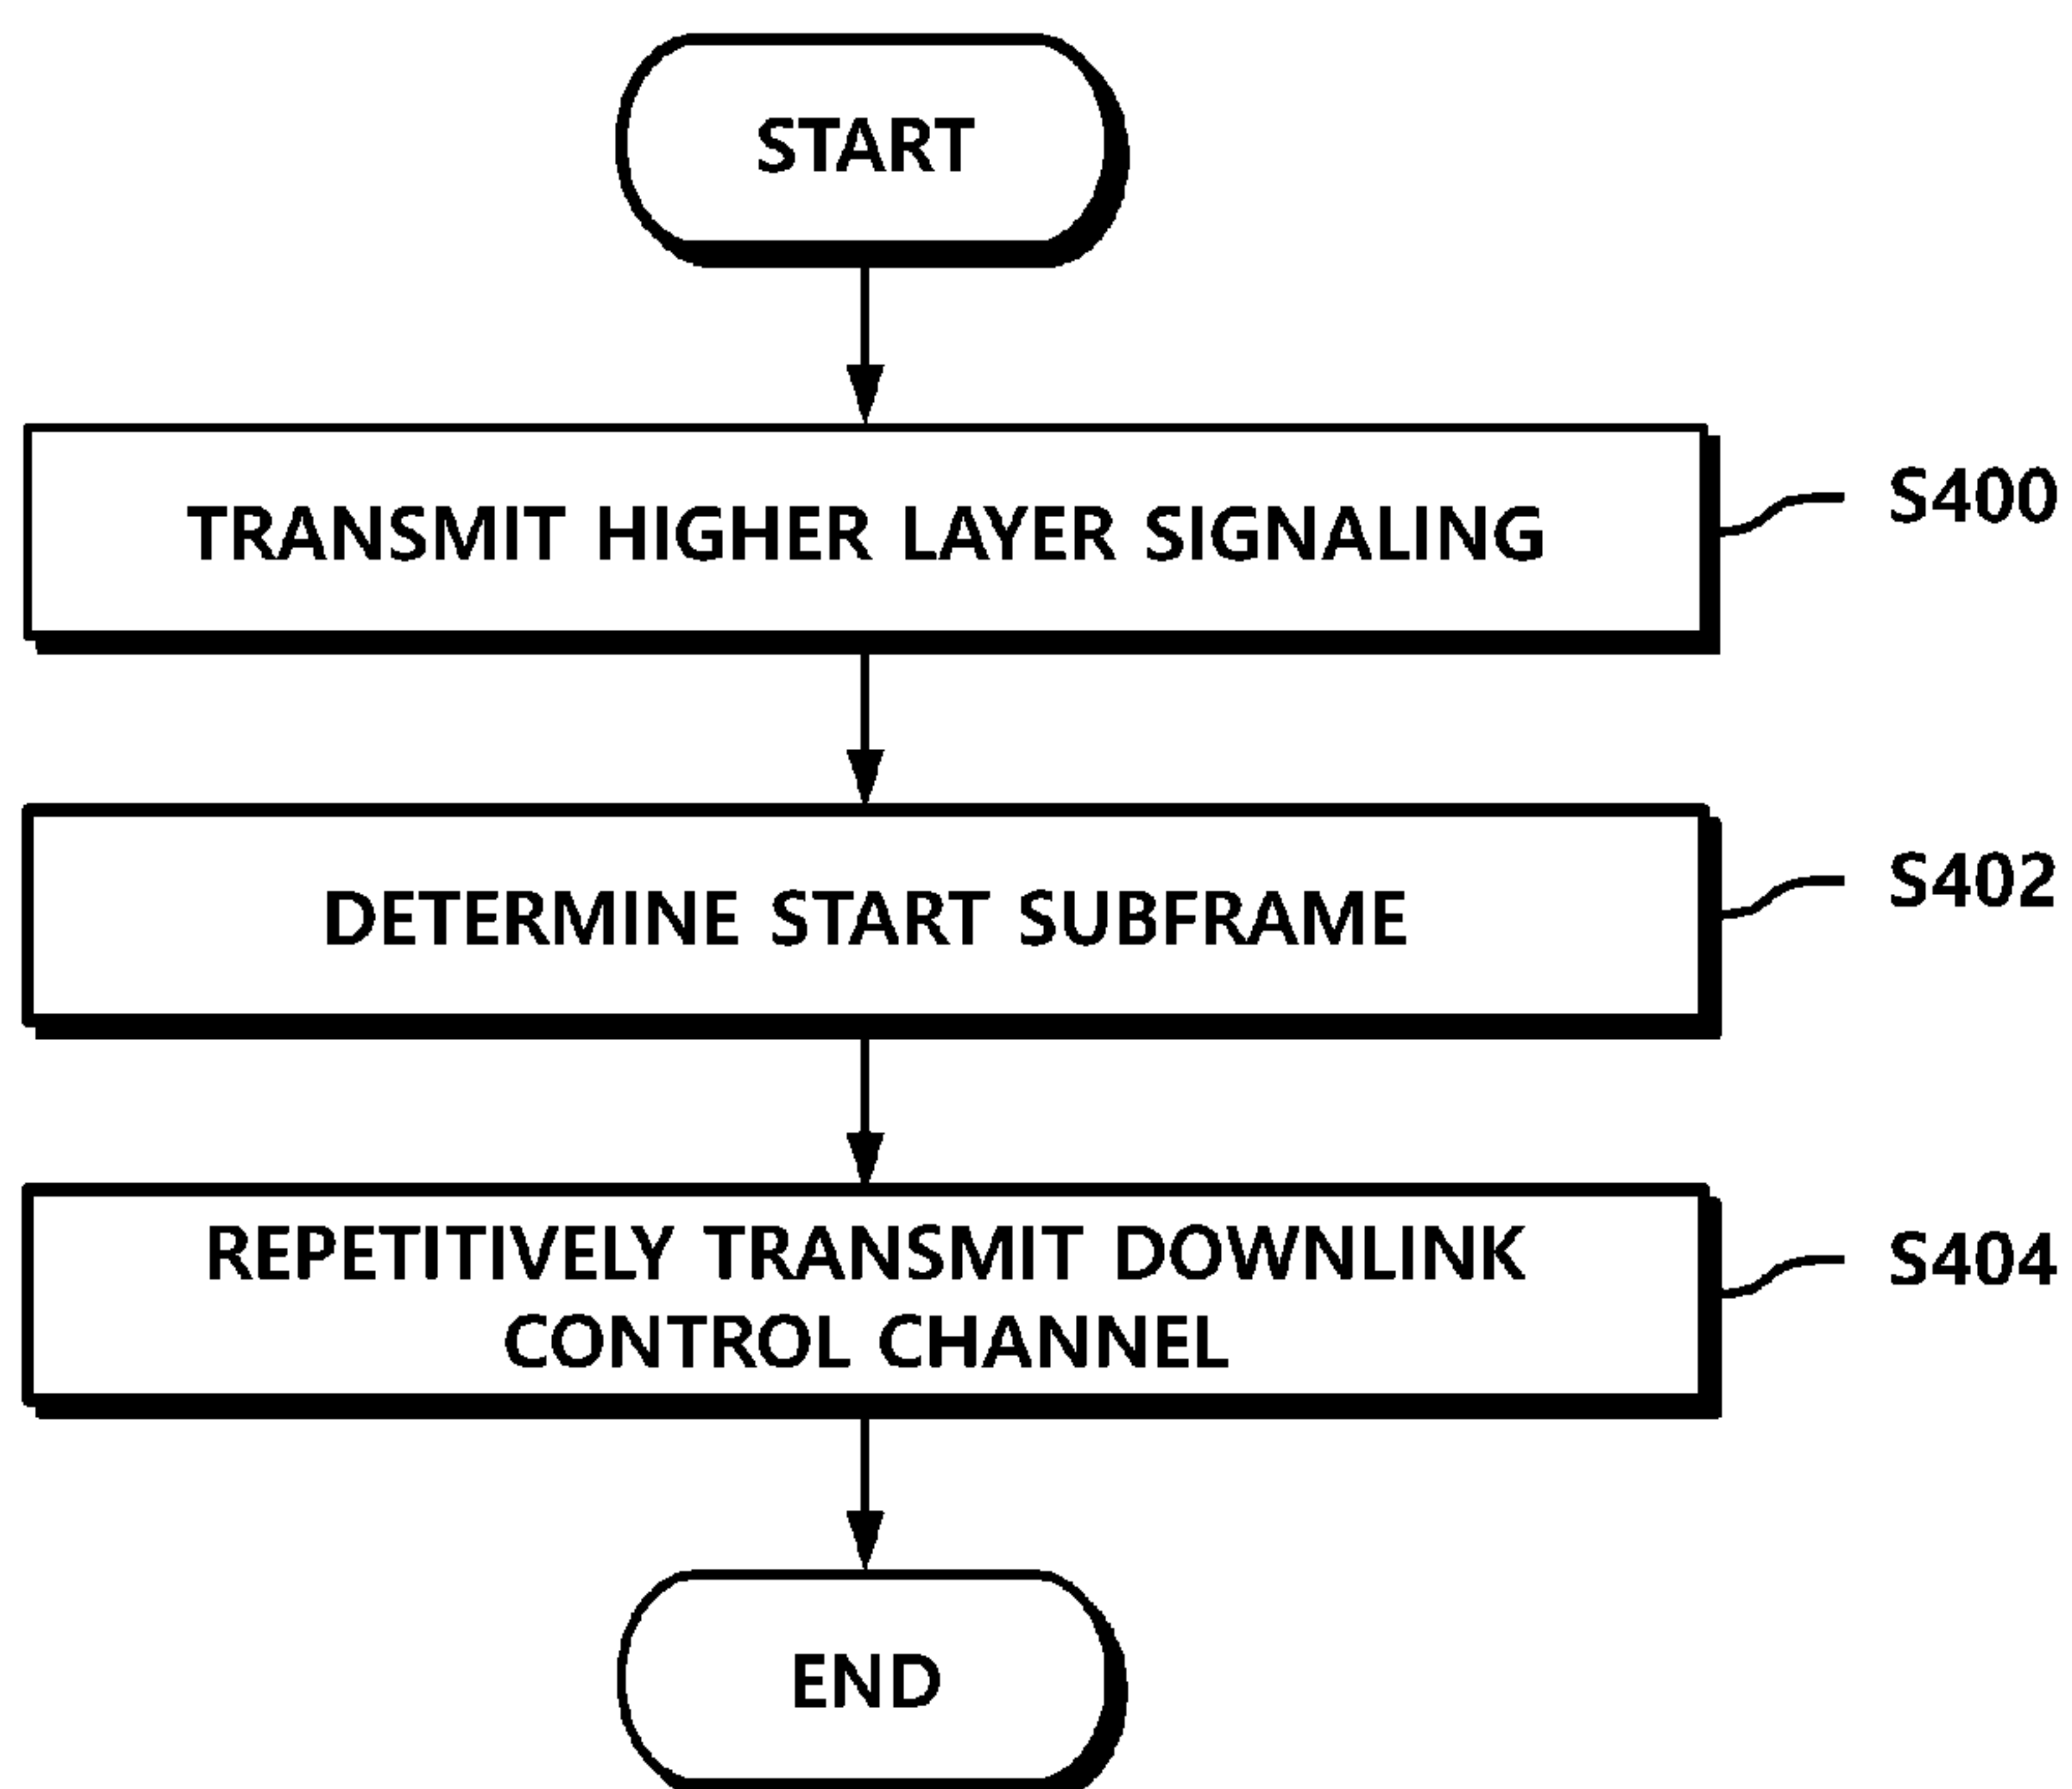 START
TRANSMIT HIGHER LAYER SIGNALING
S400
DETERMINE START SUBFRAME
S402
REPETITIVELY TRANSMIT DOWNLINK
CONTROL CHANNEL
S404
END